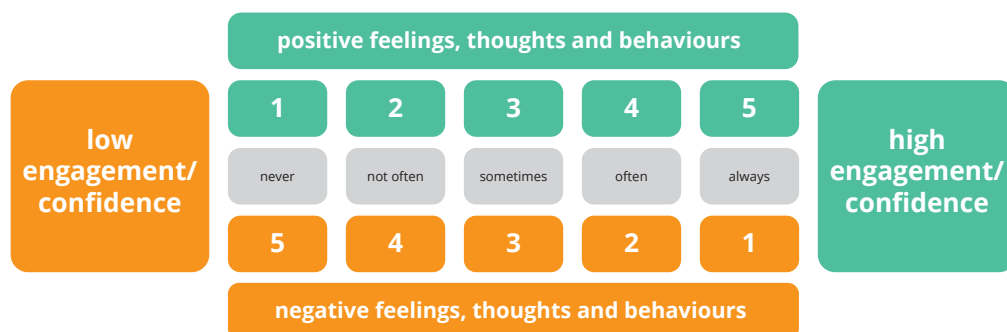 positive feelings, thoughts and behaviours
low
engagement/
confidence
1 2 3 4 5
never not often sometimes often always
5 4 3 2 1
high
engagement/
confidence
negative feelings, thoughts and behaviours